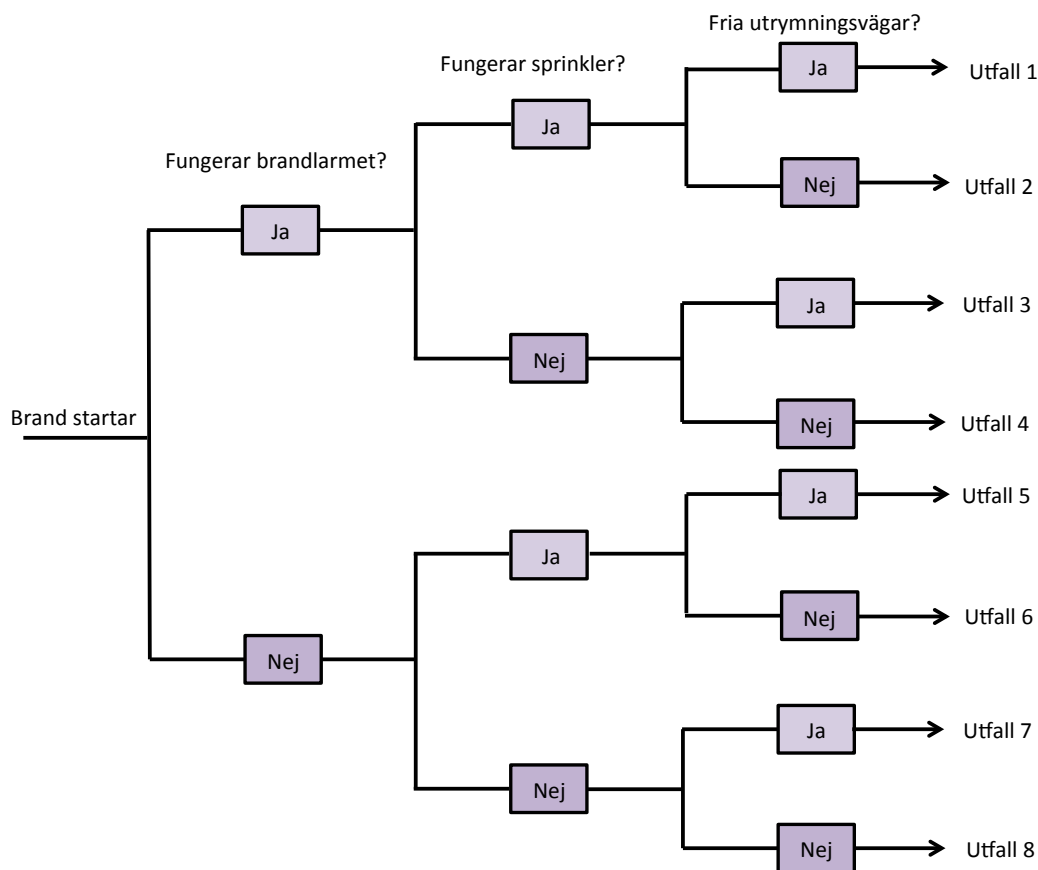 Fria utrymningsvägar?
Fungerar sprinkler?
Fungerar brandlarmet?
Brand startar
Ja
Utfall 1
Ja
Nej
Utfall 2
Ja
Ja
Utfall 3
Nej
Nej
Utfall 4
Ja
Utfall 5
Ja
Nej
Utfall 6
Nej
Ja
Utfall 7
Nej
Nej
Utfall 8